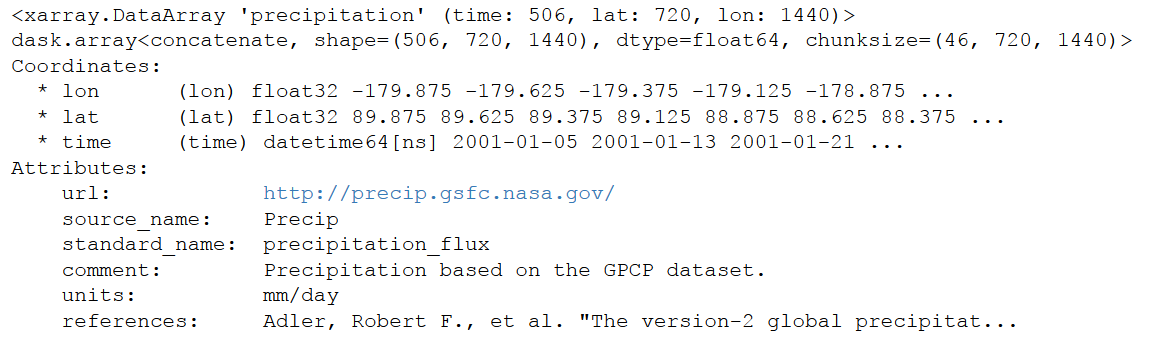 <xarray.DataArray 'precipitation' (time: 506, lat: 720, lon: 1440)>
dask.array<concatenate, shape=(506, 720, 1440), dtype=float64, chunksize=(46, 720, 1440)>
Coordinates:
  * lon      (lon) float32 -179.875 -179.625 -179.375 -179.125 -178.875 ...
  * lat      (lat) float32 89.875 89.625 89.375 89.125 88.875 88.625 88.375 ...
  * time     (time) datetime64[ns] 2001-01-05 2001-01-13 2001-01-21 ...
Attributes:
    url:            http://precip.gsfc.nasa.gov/
    source_name:    Precip
    standard_name:  precipitation_flux
    comment:        Precipitation based on the GPCP dataset.
    units:          mm/day
    references:     Adler, Robert F., et al. "The version-2 global precipitat...